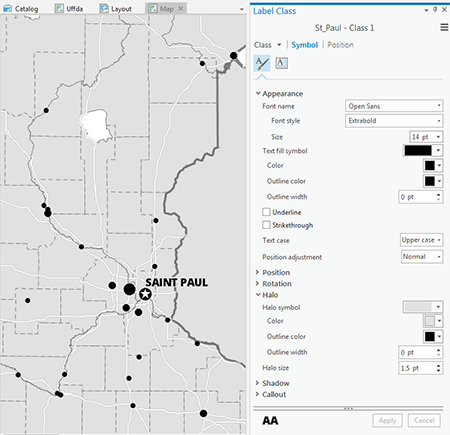 Catalog Uffda Layout Map
SAINT PAUL
Label Class
St_Paul - Class 1
Class Symbol Position
A
Appearance
Font name Open Sans
Font style Extrabold
Size 14 pt
Text fill symbol
Color
Outline color
Outline width 0 pt
Underline
Strikethrough
Text case Upper case
Position adjustment Normal
Position
Rotation
Halo
Halo symbol
Color
Outline color
Outline width 0 pt
Halo size 1.5 pt
Shadow
Callout
AA Apply Cancel